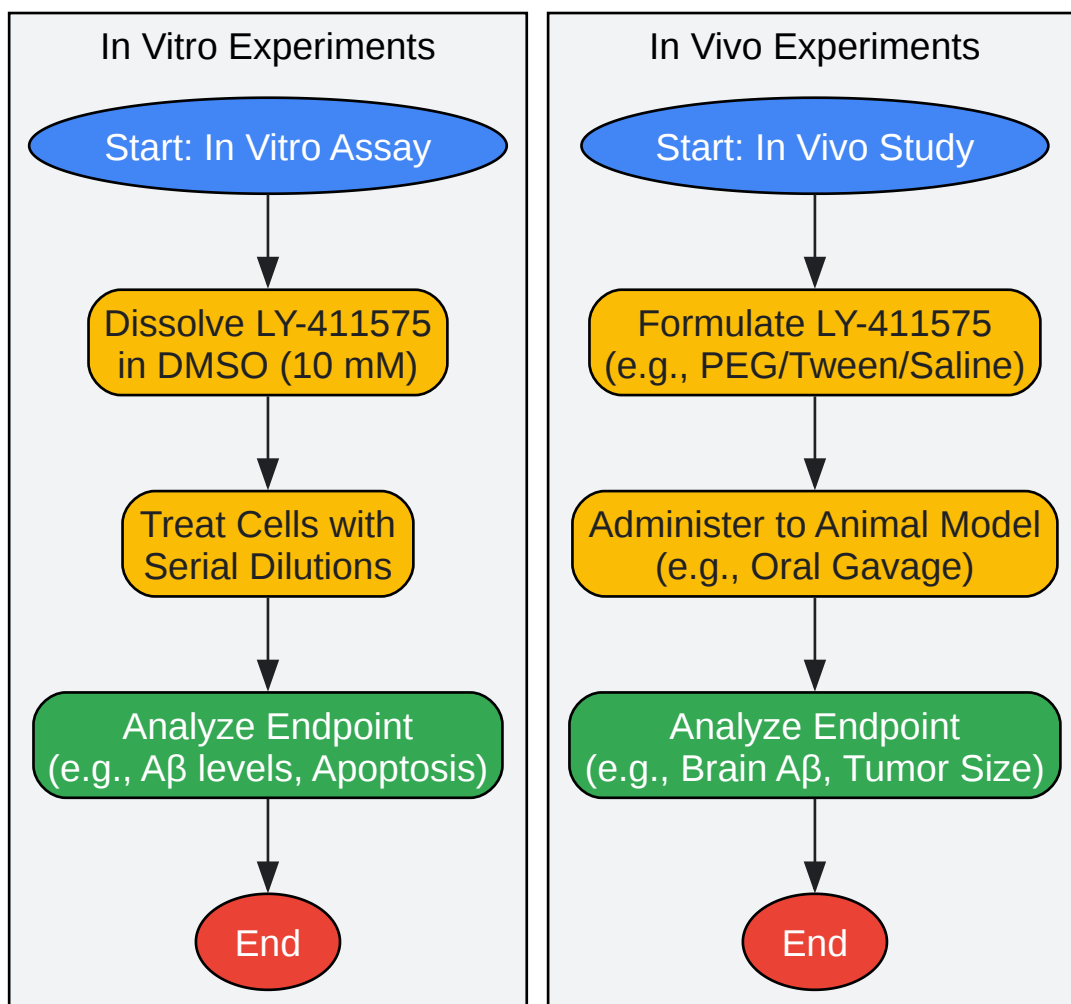 In Vitro Experiments
Start: In Vitro Assay
Dissolve LY-411575
in DMSO (10 mM)
Treat Cells with
Serial Dilutions
Analyze Endpoint
(e.g., Aβ levels, Apoptosis)
End
In Vivo Experiments
Start: In Vivo Study
Formulate LY-411575
(e.g., PEG/Tween/Saline)
Administer to Animal Model
(e.g., Oral Gavage)
Analyze Endpoint
(e.g., Brain Aβ, Tumor Size)
End